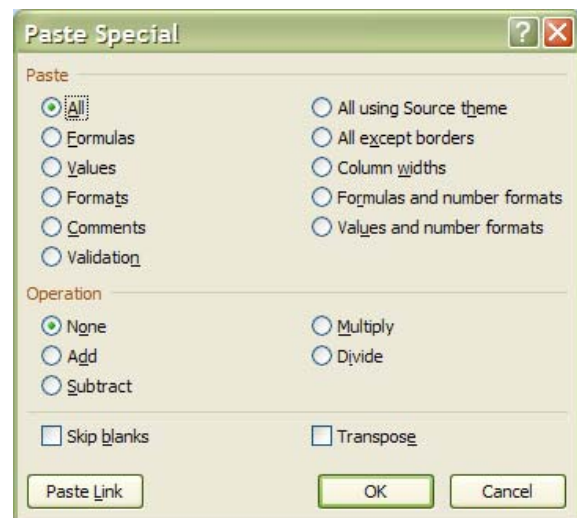 Paste Special
Paste
All
Formulas
Values
Formats
Comments
Validation
All using Source theme
All except borders
Column widths
Formulas and number formats
Values and number formats
Operation
None
Add
Subtract
Multiply
Divide
Skip blanks
Transpose
Paste Link
OK
Cancel